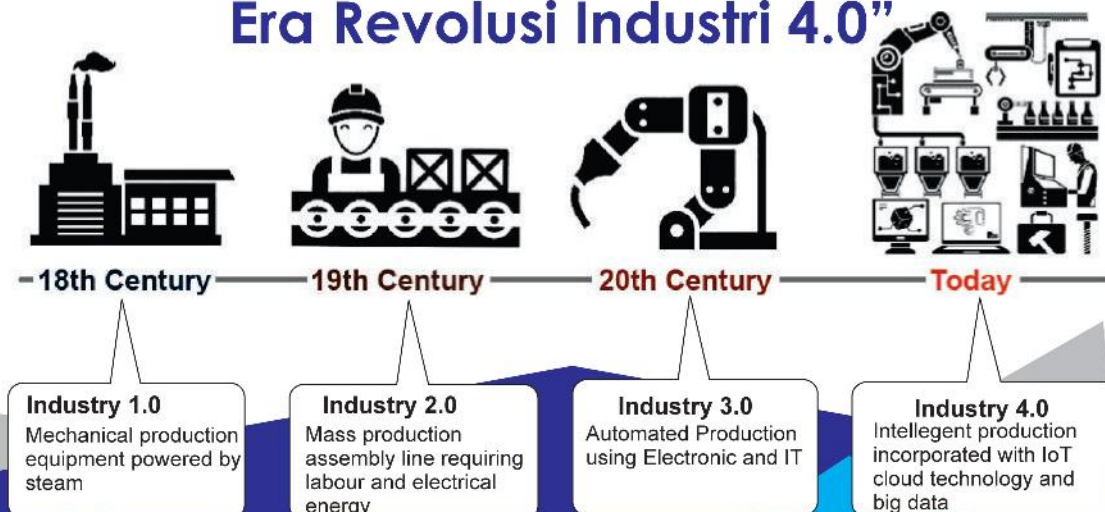 Era Revolusi Industri 4.0”
18th Century
19th Century
20th Century
Today
Industry 1.0
Mechanical production
equipment powered by
steam
Industry 2.0
Mass production
assembly line requiring
labour and electrical
energy
Industry 3.0
Automated Production
using Electronic and IT
Industry 4.0
Intellegent production
incorporated with IoT
cloud technology and
big data